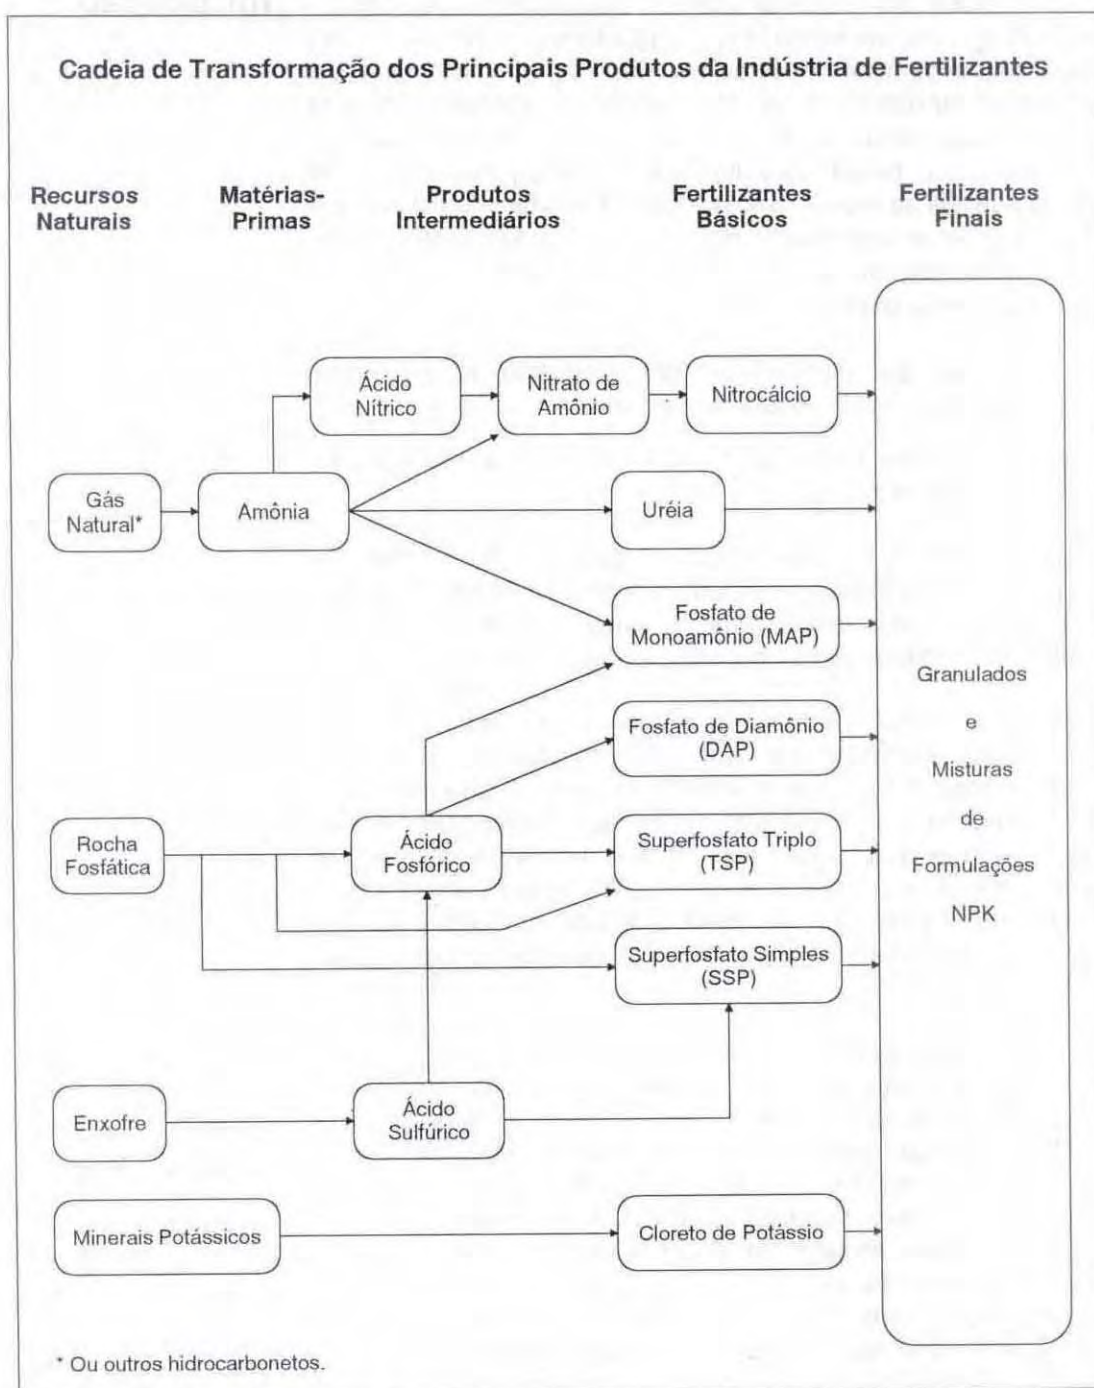 Cadeia de Transformação dos Principais Produtos da Indústria de Fertilizantes
Recursos
Naturais
Matérias-
Primas
Produtos
Intermediários
Fertilizantes
Básicos
Fertilizantes
Finais
Ácido
Nítrico
Nitrato de
Amônio
Nitrocálcio
Gás
Natural*
Amônia
Uréia
Fosfato de
Monoamônio (MAP)
Fosfato de Diamônio
(DAP)
Rocha
Fosfática
Ácido
Fosfórico
Superfosfato Triplo
(TSP)
Superfosfato Simples
(SSP)
Enxofre
Ácido
Sulfúrico
Minerais Potássicos
Cloreto de Potássio
Granulados
e
Misturas
de
Formulações
NPK
* Ou outros hidrocarbonetos.